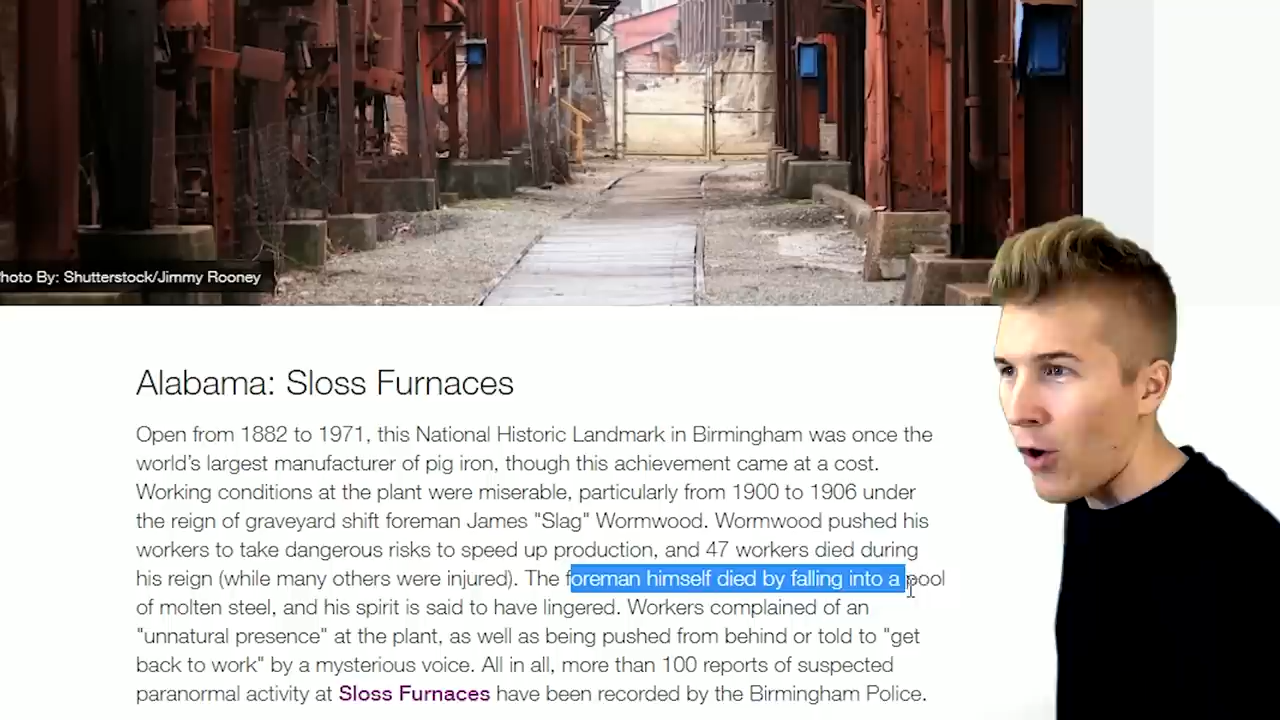 hoto By: Shutterstock/Jimmy Rooney
Alabama: Sloss Furnaces
Open from 1882 to 1971, this National Historic Landmark in Birmingham was once the
world's largest manufacturer of pig iron, though this achievement came at a cost.
Working conditions at the plant were miserable, particularly from 1900 to 1906 under
the reign of graveyard shift foreman James "Slag" Wormwood. Wormwood pushed his
workers to take dangerous risks to speed up production, and 47 workers died during
his reign (while many others were injured). The foreman himself died by falling into a pool
of molten steel, and his spirit is said to have lingered. Workers complained of an
"unnatural presence" at the plant, as well as being pushed from behind or told to "get
back to work" by a mysterious voice. All in all, more than 100 reports of suspected
paranormal activity at Sloss Furnaces have been recorded by the Birmingham Police.